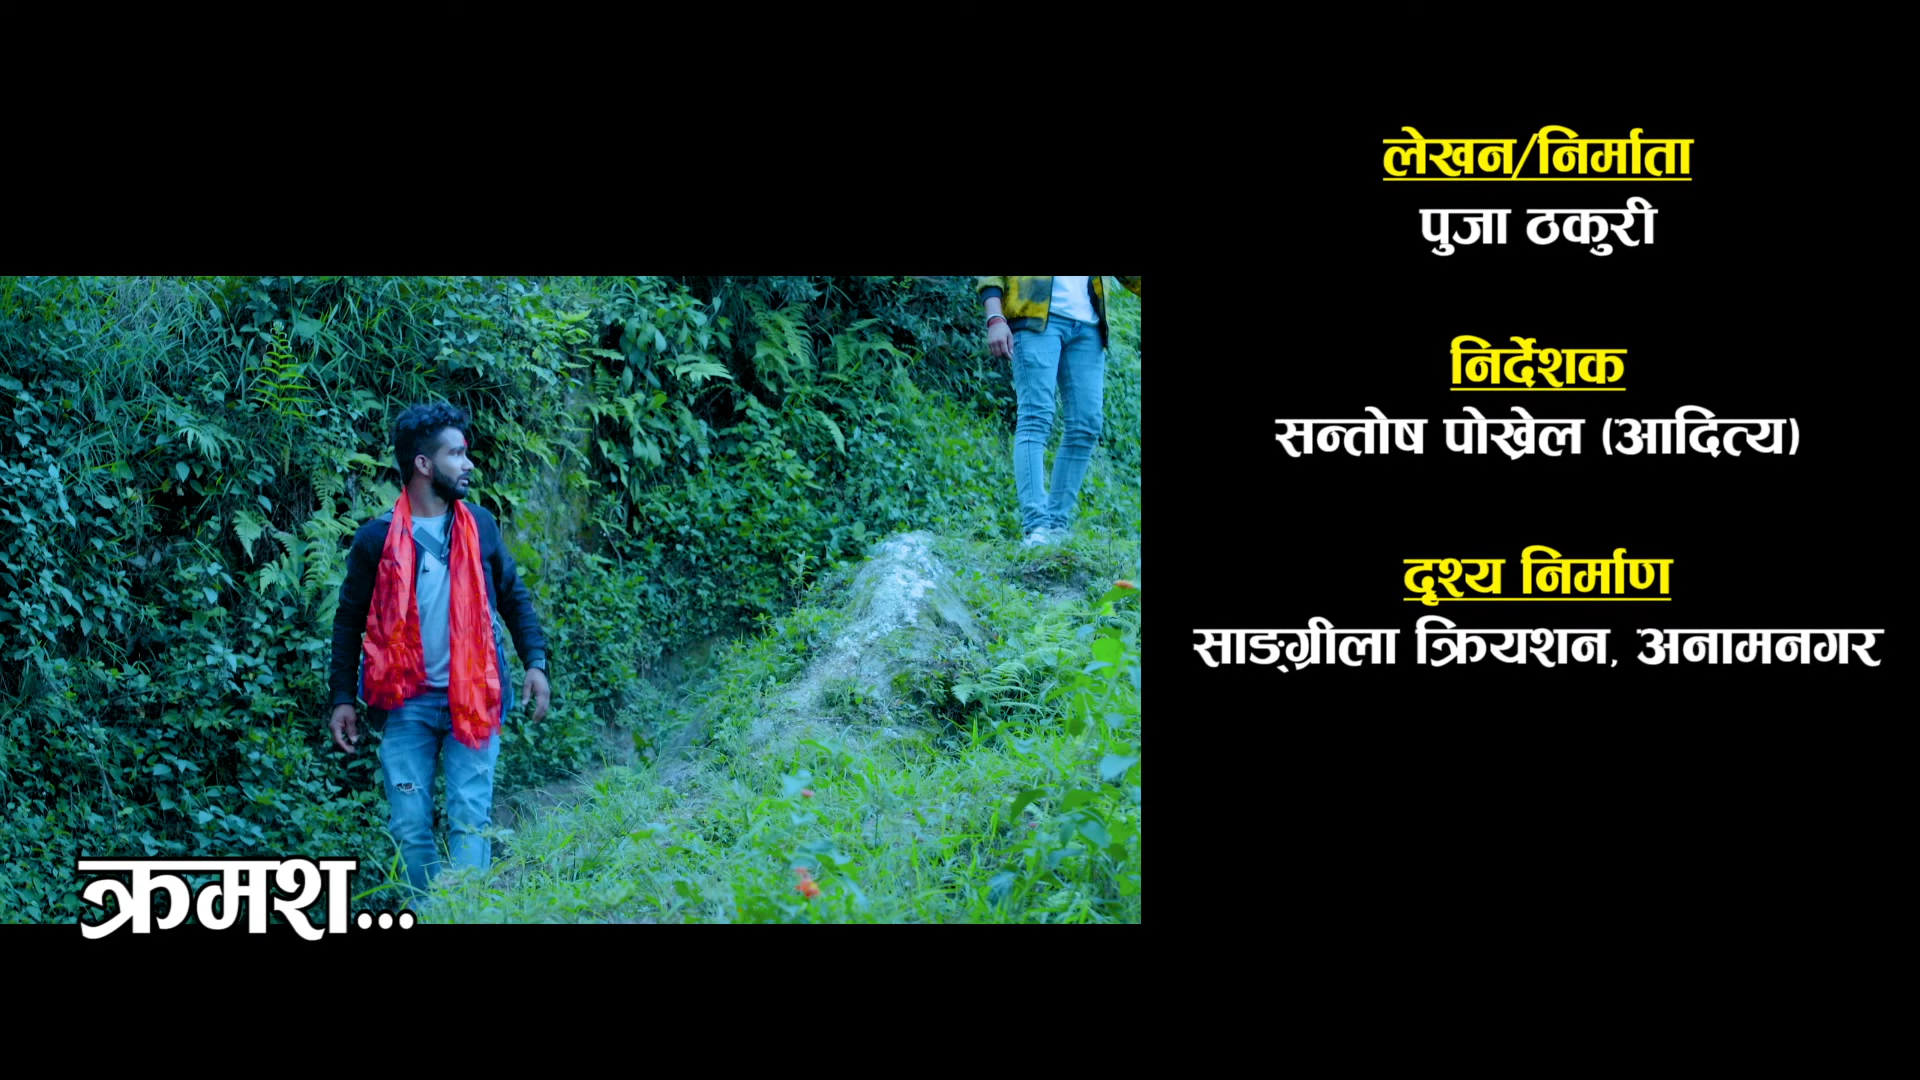 लेखन/निर्माता
पुजा ठकुरी
निर्देशक
सन्तोष पोख्रेल (आदित्य)
दृश्य निर्माण
साङ्ग्रीला क्रियशन, अनामनगर
क्रमश...